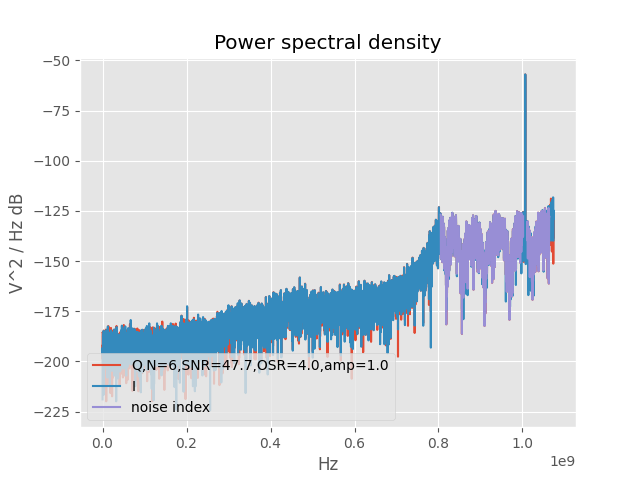 Power spectral density
V^2 / Hz dB
−50
−75
−100
−125
−150
−175
−200
−225
Q,N=6,SNR=47.7,OSR=4.0,amp=1.0
I
noise index
0.0 0.2 0.4 0.6 0.8 1.0
1e9
Hz